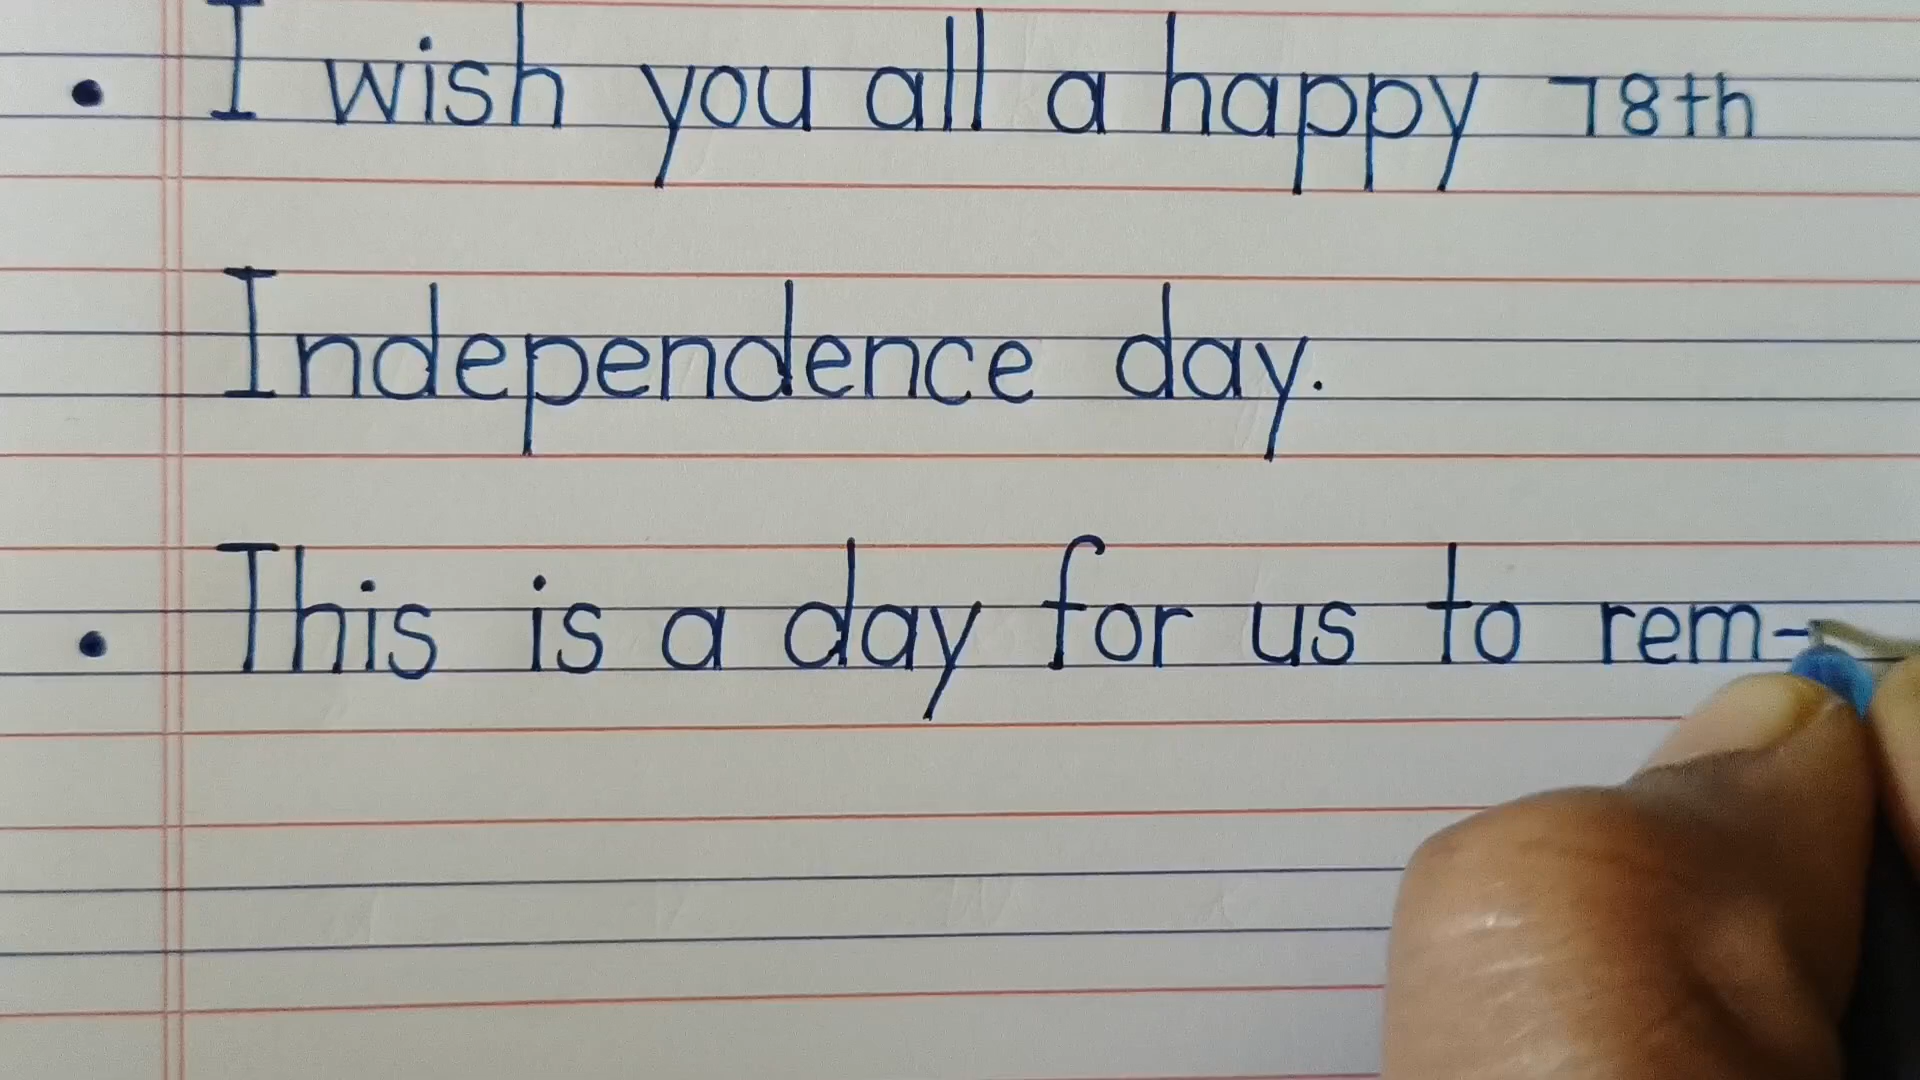 • I wish you all a happy 78th
Independence day.
• This is a day for us to rem-